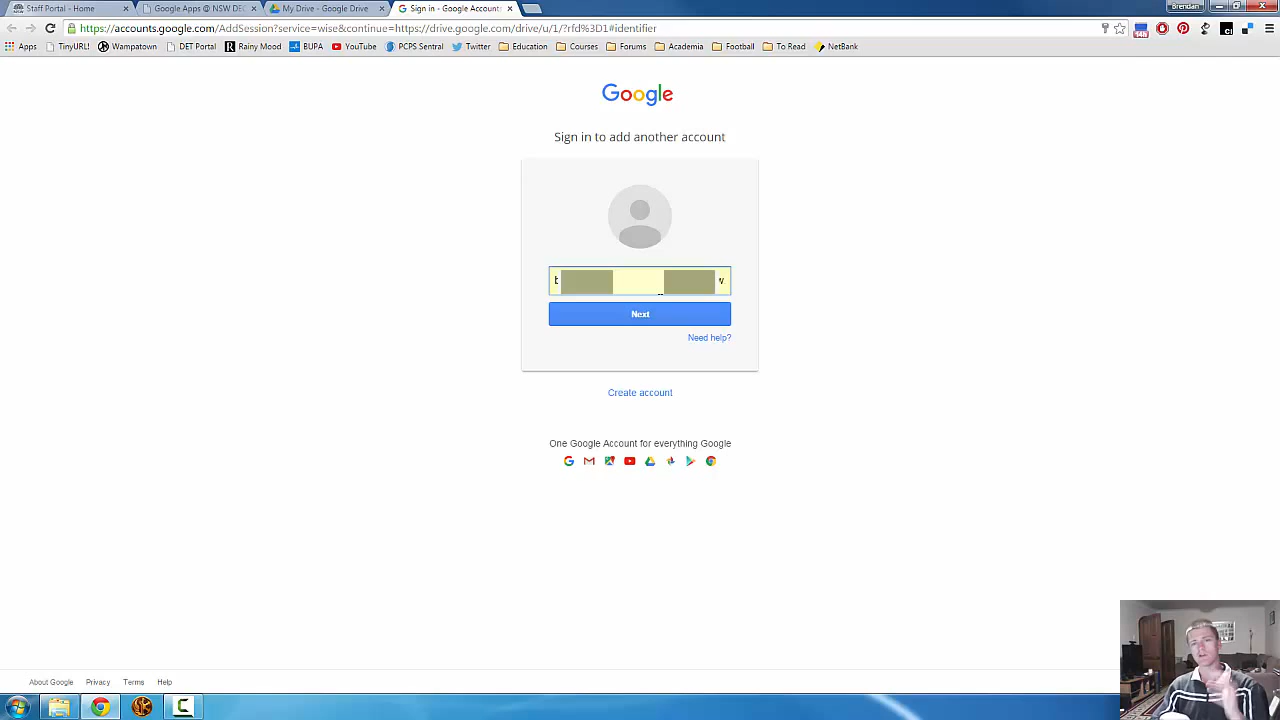 Staff Portal - Home
Google Apps @ NSW DEC
My Drive - Google Drive
Sign in - Google Accounts
Brendan
https://accounts.google.com/AddSession?service=wise&continue=https://drive.google.com/drive/u/1/?rfd%3D1#identifier
Apps TinyURL! Wampatown DET Portal Rainy Mood BUPA YouTube PCPS Sentral Twitter Education Courses Forums Academia Football To Read NetBank
Google
Sign in to add another account
Next
Need help?
Create account
One Google Account for everything Google
About Google Privacy Terms Help